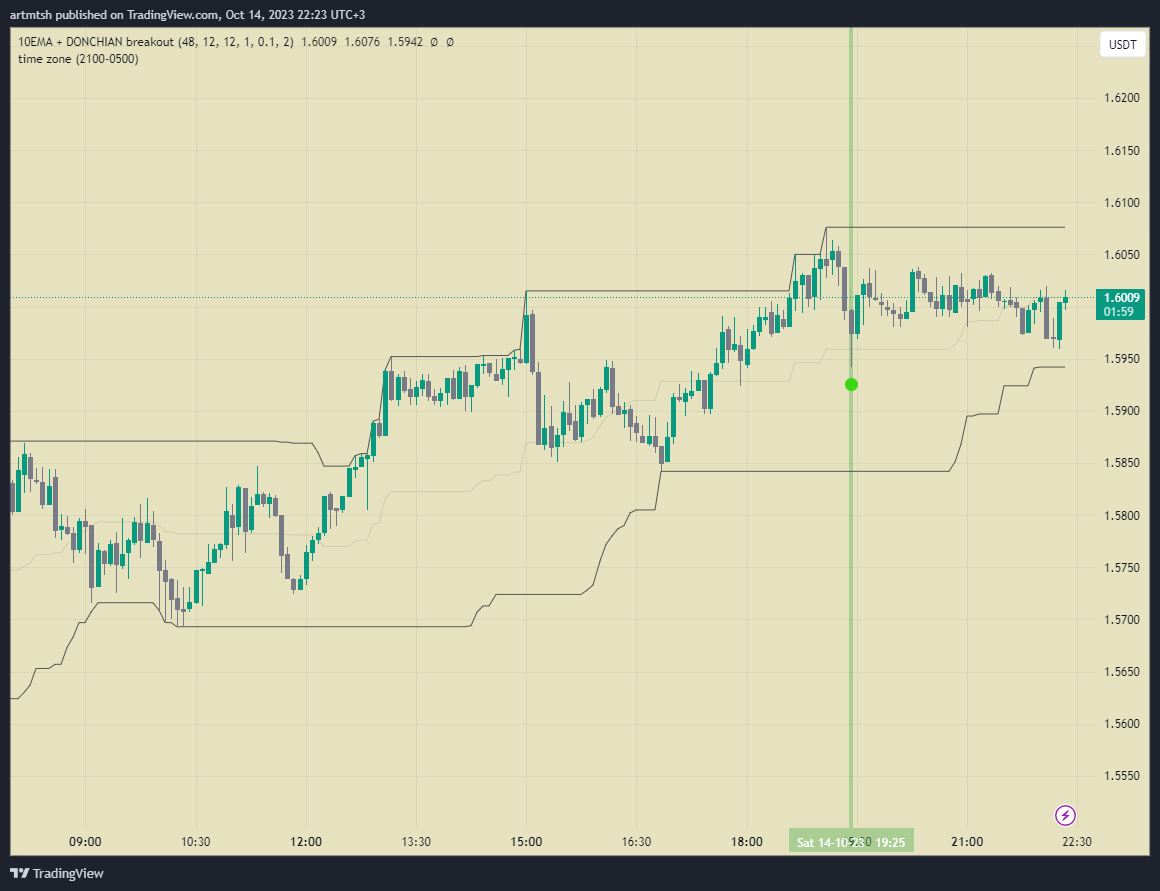 artmtsh published on TradingView.com, Oct 14, 2023 22:23 UTC+3
10EMA + DONCHIAN breakout (48, 12, 12, 1, 0.1, 2) 1.6009 1.6076 1.5942 Ø Ø
time zone (2100-0500)
USDT
1.6200
1.6150
1.6100
1.6050
1.6009
01:59
1.5950
1.5900
1.5850
1.5800
1.5750
1.5700
1.5650
1.5600
1.5550
09:00 10:30 12:00 13:30 15:00 16:30 18:00 Sat 14-10 19:25 21:00 22:30
TradingView